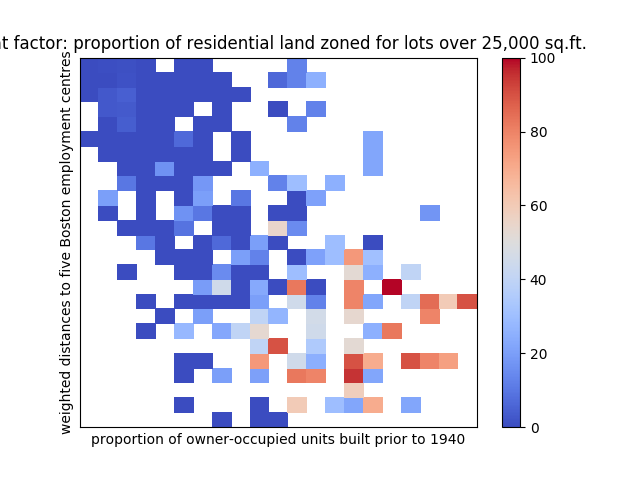 t factor: proportion of residential land zoned for lots over 25,000 sq.ft.
weighted distances to five Boston employment centres
proportion of owner-occupied units built prior to 1940
100
80
60
40
20
0